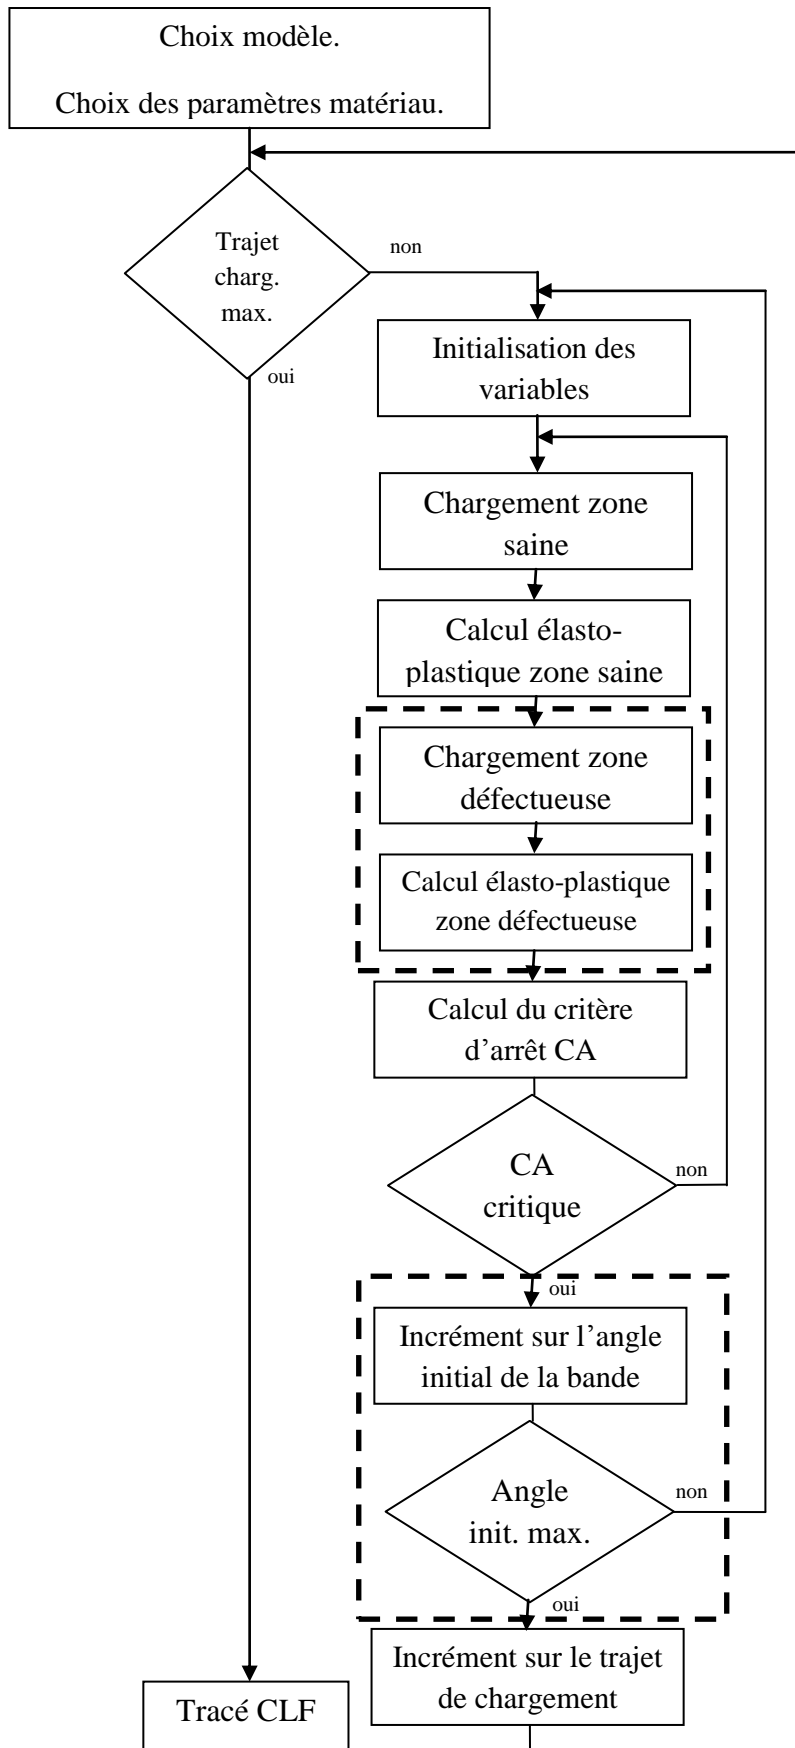 Choix modèle.
Choix des paramètres matériau.
Trajet
charg.
max.
non
oui
Initialisation des
variables
Chargement zone
saine
Calcul élasto-
plastique zone saine
Chargement zone
défectueuse
Calcul élasto-plastique
zone défectueuse
Calcul du critère
d’arrêt CA
CA
critique
non
oui
Incrément sur l’angle
initial de la bande
Angle
init. max.
non
oui
Incrément sur le trajet
de chargement
Tracé CLF